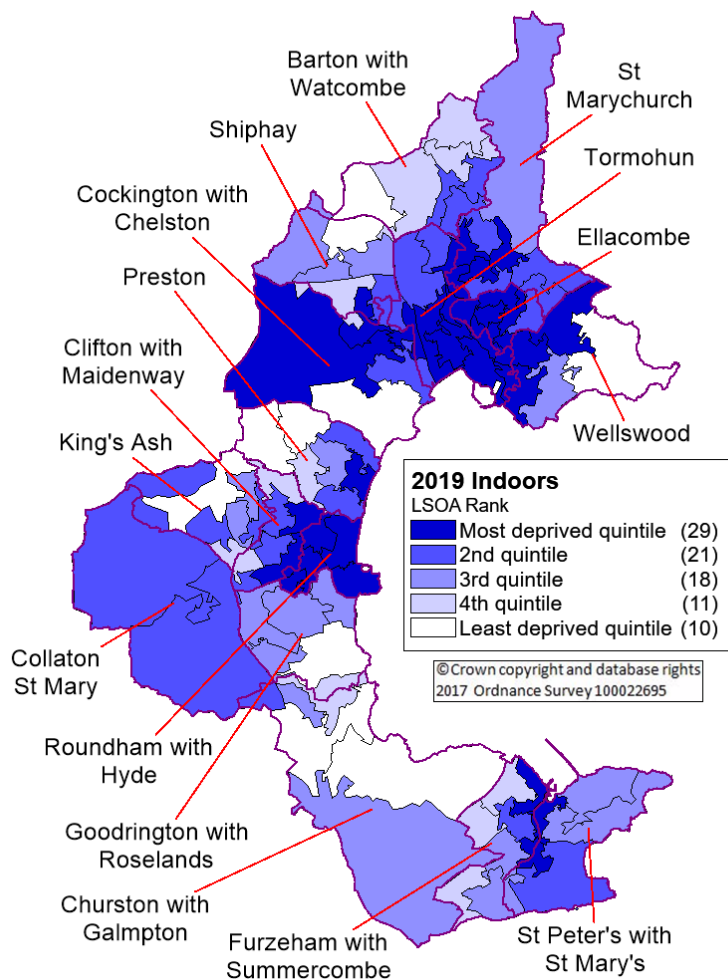 Barton with
Watcombe
St
Marychurch
Shiphay
Tormohun
Cockington with
Chelston
Ellacombe
Preston
Clifton with
Maidenway
King's Ash
Wellswood
2019 Indoors
LSOA Rank
Most deprived quintile (29)
2nd quintile (21)
3rd quintile (18)
4th quintile (11)
Least deprived quintile (10)
©Crown copyright and database rights
2017 Ordnance Survey 100022695
Collaton
St Mary
Roundham with
Hyde
Goodrington with
Roselands
Churston with
Galmpton
Furzeham with
Summercombe
St Peter's with
St Mary's